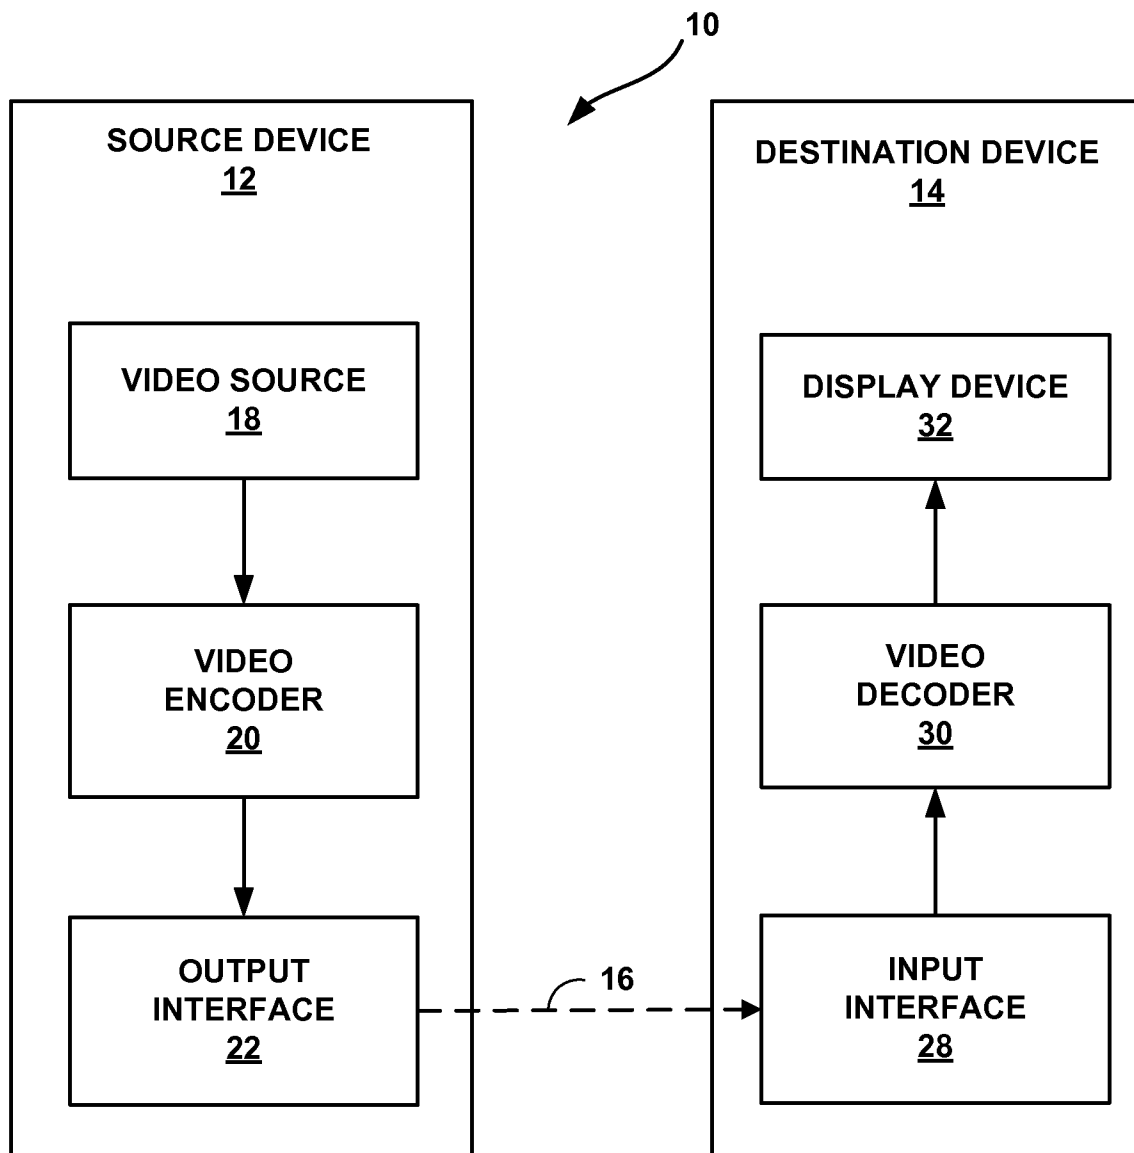 10
SOURCE DEVICE
12
VIDEO SOURCE
18
VIDEO
ENCODER
20
OUTPUT
INTERFACE
22
16
DESTINATION DEVICE
14
DISPLAY DEVICE
32
VIDEO
DECODER
30
INPUT
INTERFACE
28